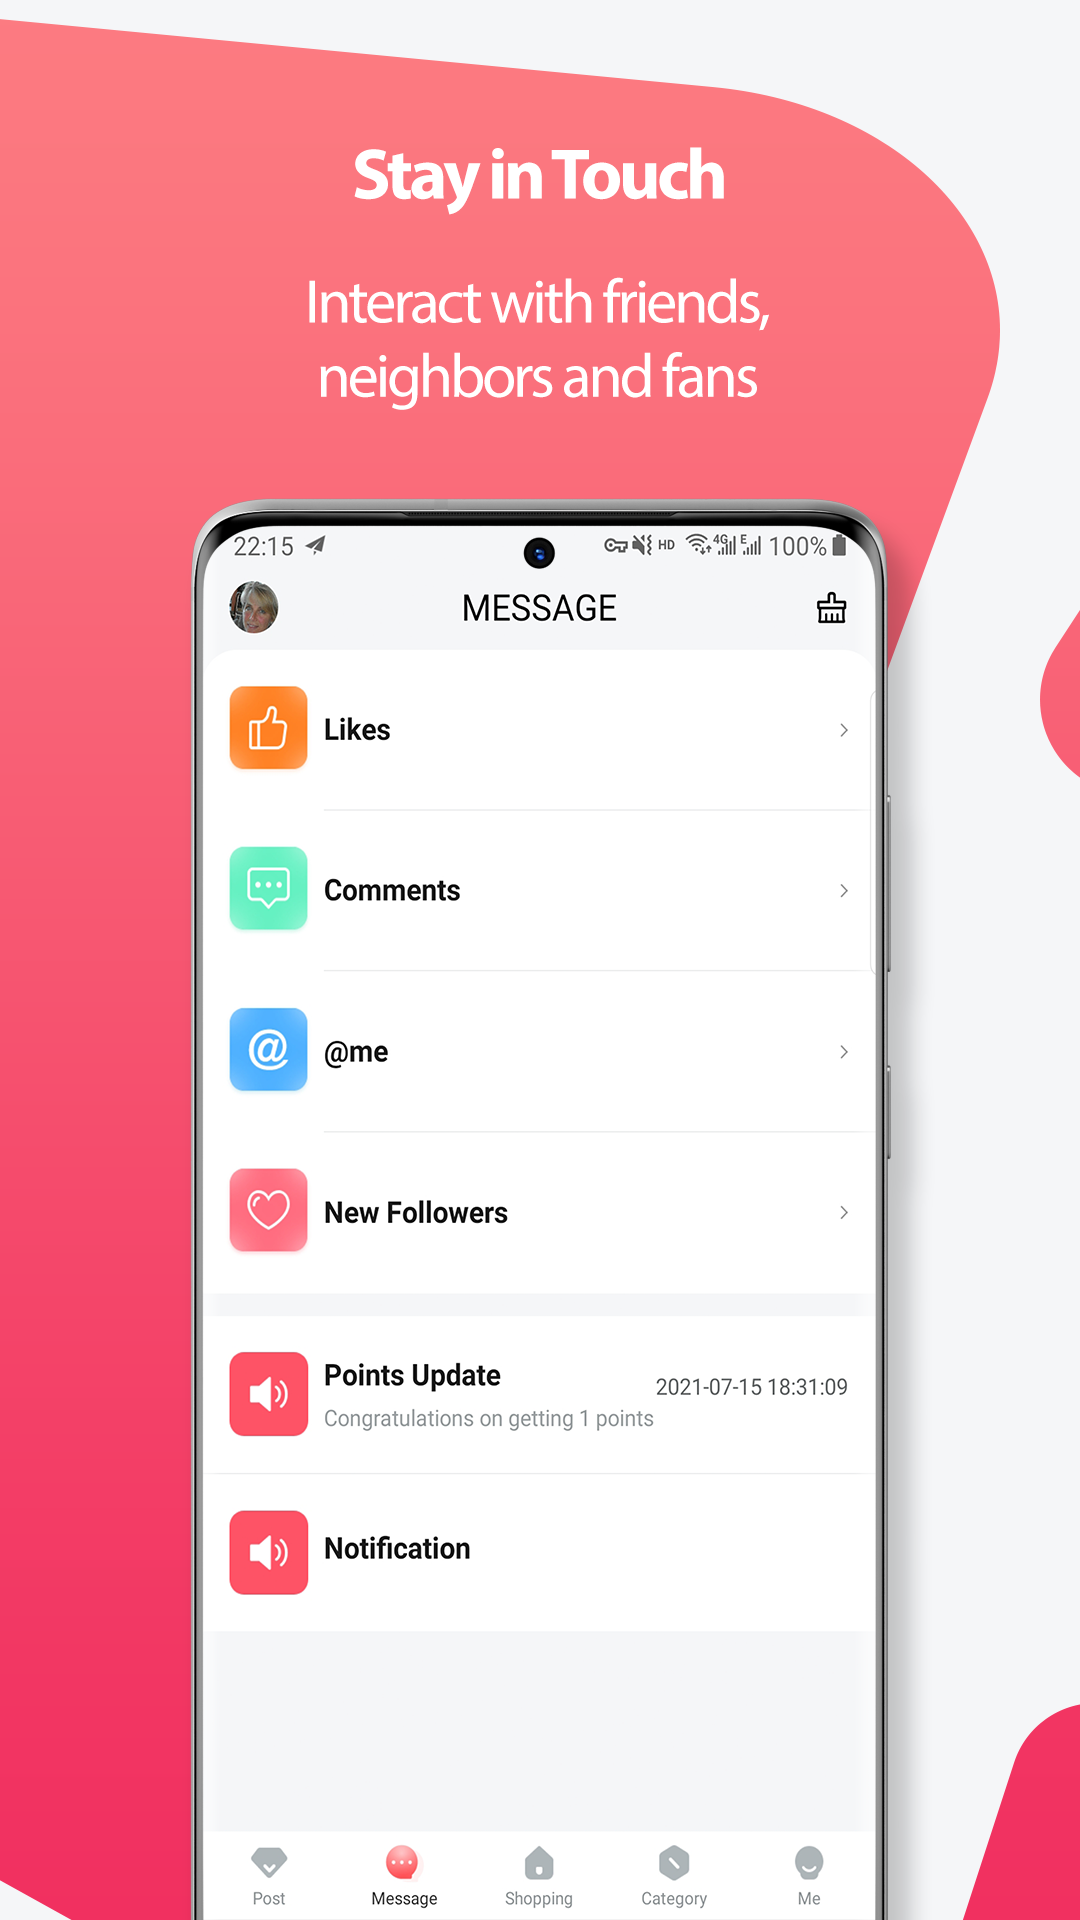 Stay in Touch
Interact with friends,
neighbors and fans
22:15
HD 4G E 100%
MESSAGE
Likes
Comments
@me
New Followers
Points Update
2021-07-15 18:31:09
Congratulations on getting 1 points
Notification
Post Message Shopping Category Me